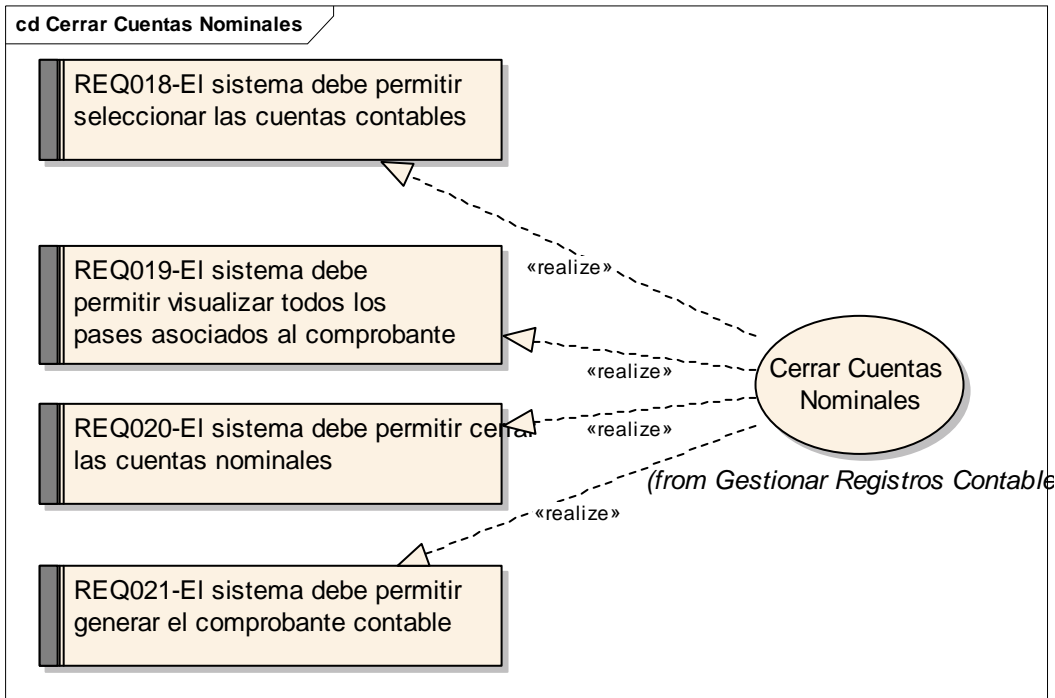 cd Cerrar Cuentas Nominales
REQ018-El sistema debe permitir
seleccionar las cuentas contables
REQ019-El sistema debe
permitir visualizar todos los
pases asociados al comprobante
REQ020-El sistema debe permitir cerrar
las cuentas nominales
REQ021-El sistema debe permitir
generar el comprobante contable
«realize»
«realize»
«realize»
«realize»
Cerrar Cuentas
Nominales
(from Gestionar Registros Contable